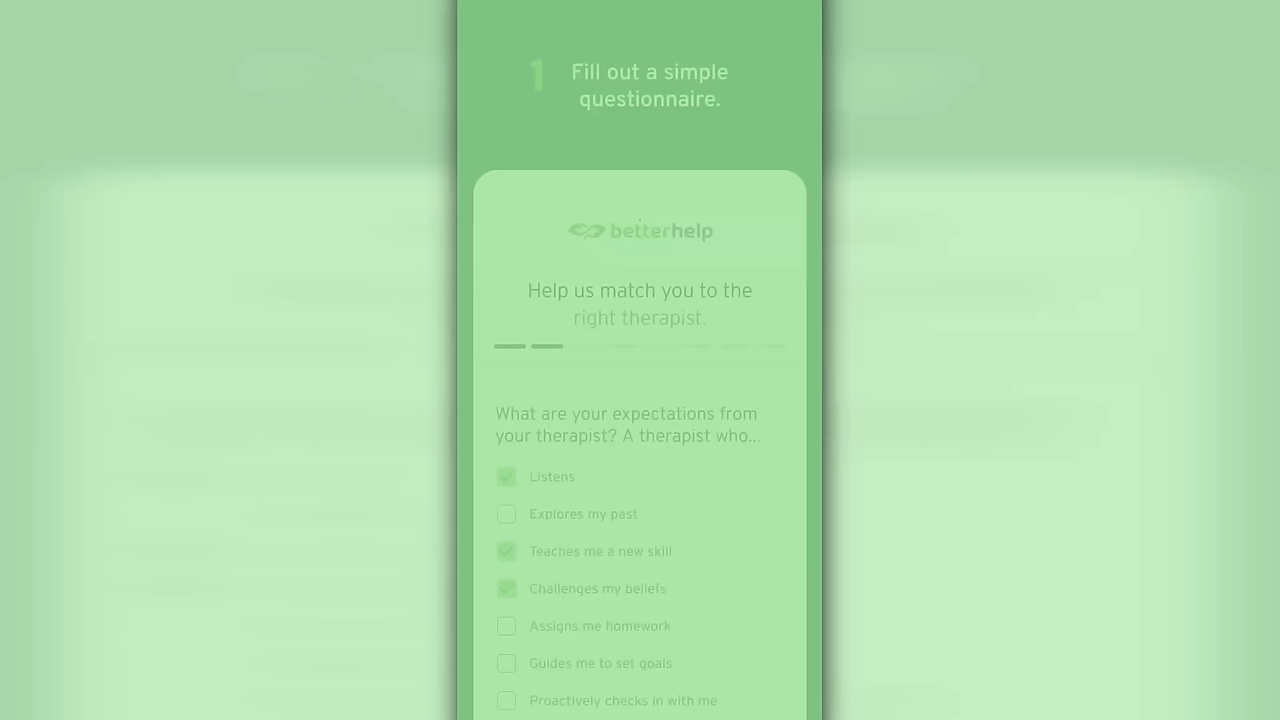 1 Fill out a simple
questionnaire.
betterhelp
Help us match you to the
right therapist.
What are your expectations from
your therapist? A therapist who...
Listens
Explores my past
Teaches me a new skill
Challenges my beliefs
Assigns me homework
Guides me to set goals
Proactively checks in with me